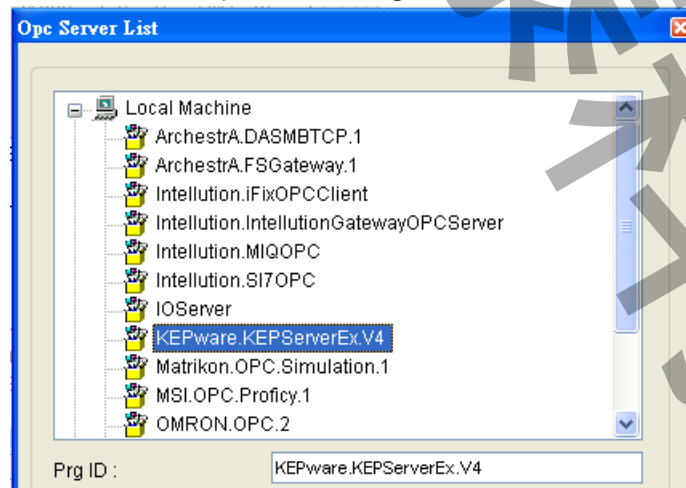 Opc Server List
Local Machine
ArchestrA.DASMBTCP.1
ArchestrA.FSGateway.1
Intellution.iFixOPCClient
Intellution.IntellutionGatewayOPCServer
Intellution.MIQOPC
Intellution.SI7OPC
IOServer
KEPware.KEPServerEx.V4
Matrikon.OPC.Simulation.1
MSI.OPC.Proficy.1
OMRON.OPC.2
Prg ID : KEPware.KEPServerEx.V4